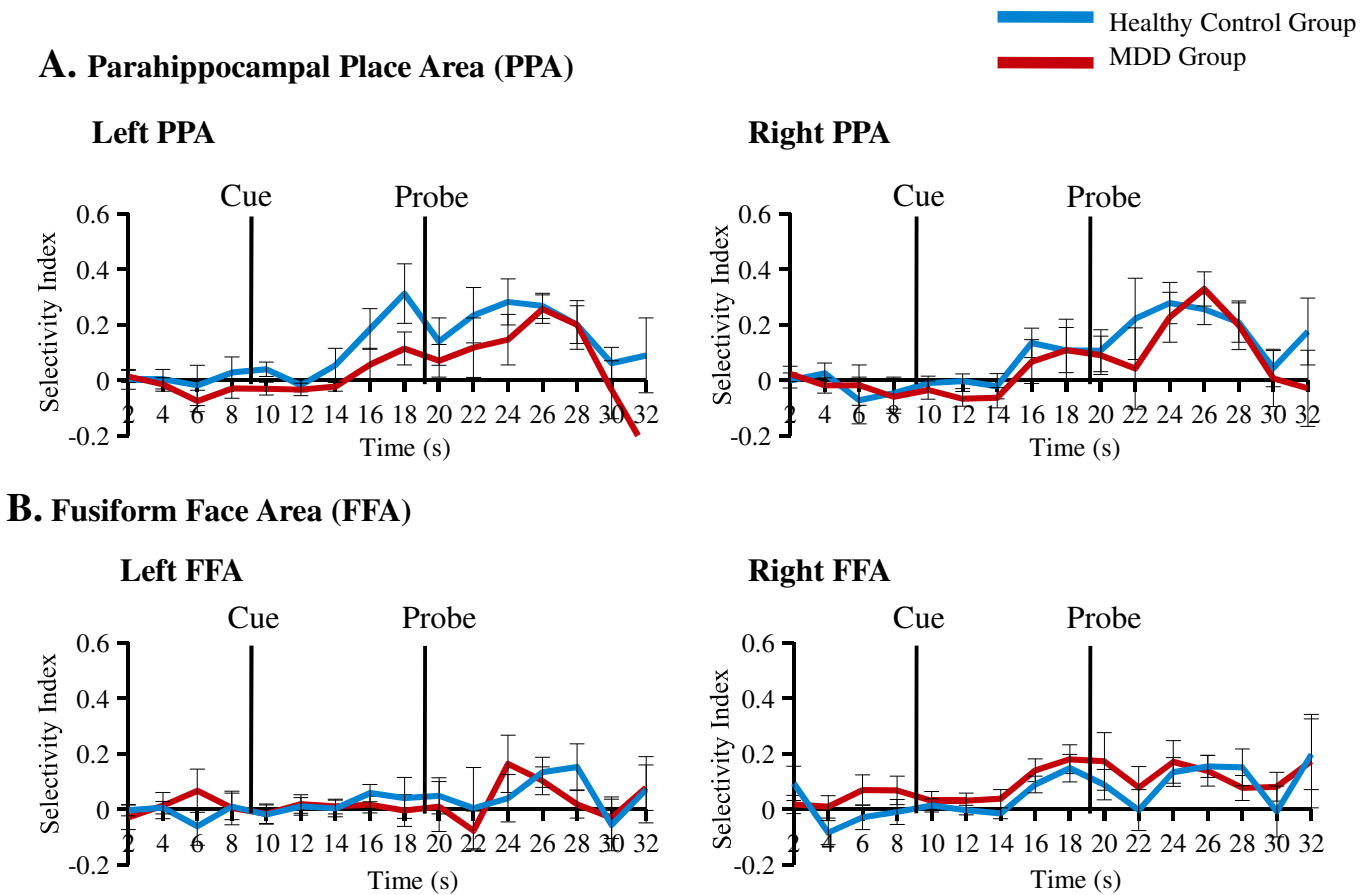 Healthy Control Group
MDD Group
A. Parahippocampal Place Area (PPA)
Left PPA
Right PPA
Cue Probe
Cue Probe
Selectivity Index
0.6
0.4
0.2
0
-0.2
2 4 6 8 10 12 14 16 18 20 22 24 26 28 30 32
Time (s)
Selectivity Index
0.6
0.4
0.2
0
-0.2
2 4 6 8 10 12 14 16 18 20 22 24 26 28 30 32
Time (s)
B. Fusiform Face Area (FFA)
Left FFA
Right FFA
Cue Probe
Cue Probe
Selectivity Index
0.6
0.4
0.2
0
-0.2
2 4 6 8 10 12 14 16 18 20 22 24 26 28 30 32
Time (s)
Selectivity Index
0.6
0.4
0.2
0
-0.2
2 4 6 8 10 12 14 16 18 20 22 24 26 28 30 32
Time (s)